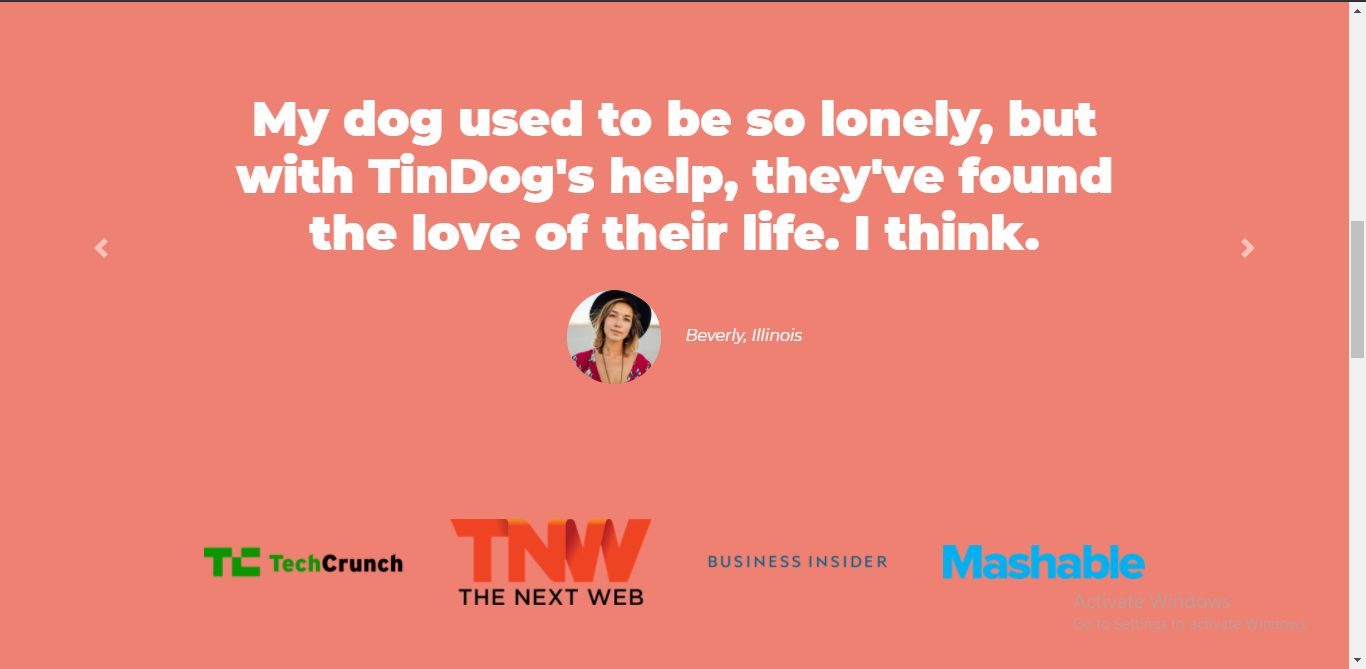 My dog used to be so lonely, but
with TinDog's help, they've found
the love of their life. I think.
Beverly, Illinois
TC TechCrunch
TNW
THE NEXT WEB
BUSINESS INSIDER
Mashable
Activate Windows
Go to Settings to activate Windows.